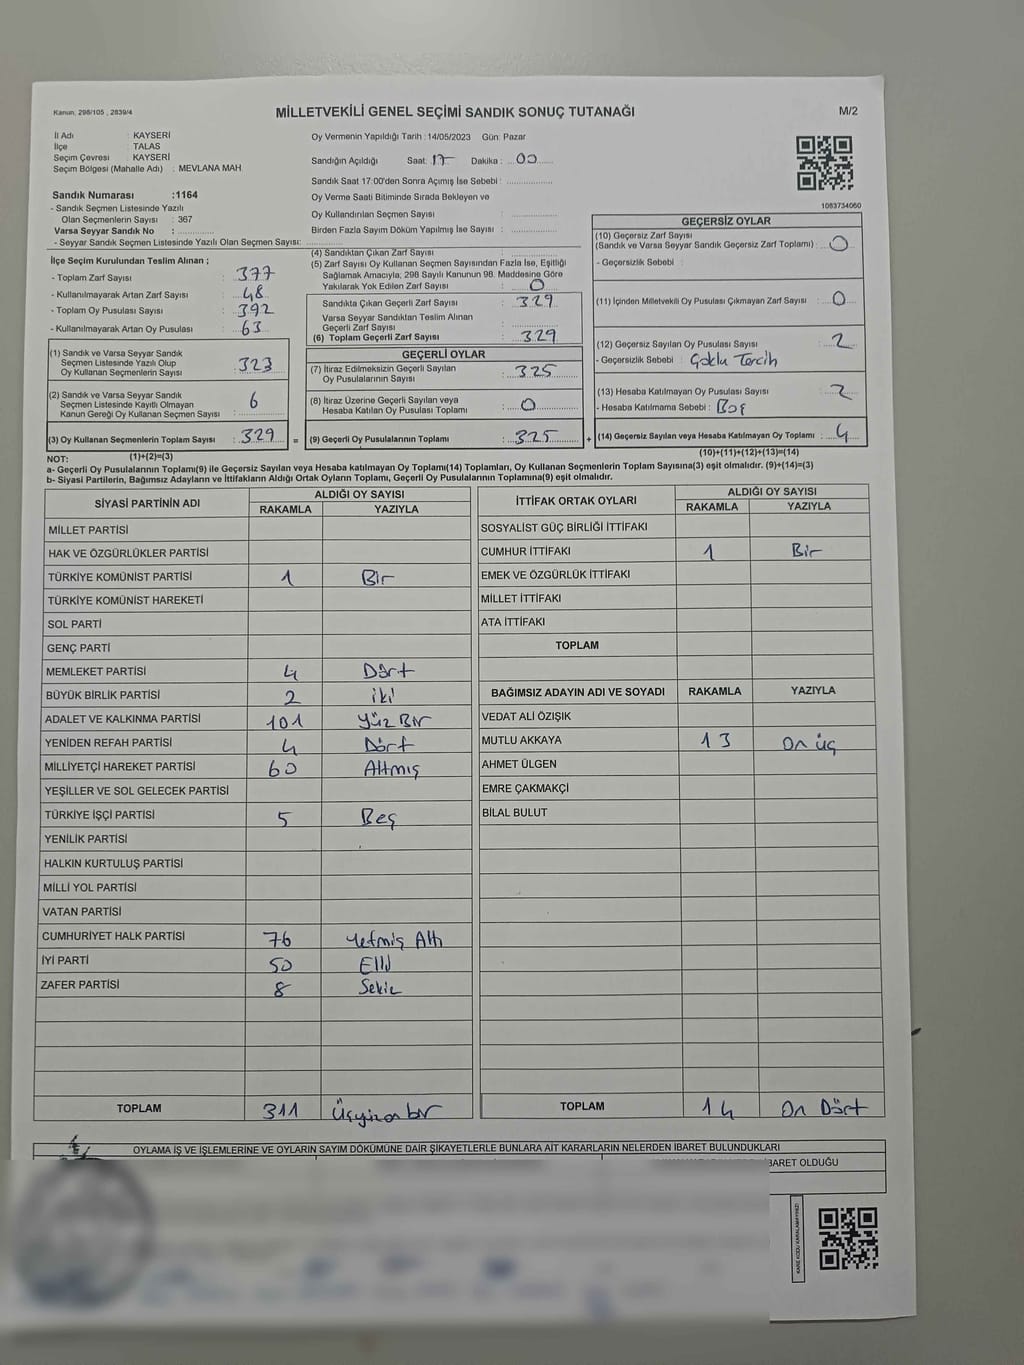 Kanun, 298/105 , 2839/4
MİLLETVEKİLİ GENEL SEÇİMİ SANDIK SONUÇ TUTANAĞI
M/2
İl Adı : KAYSERİ
İlçe : TALAS
Seçim Çevresi : KAYSERİ
Seçim Bölgesi (Mahalle Adı) : MEVLANA MAH.
Sandık Numarası :1164
- Sandık Seçmen Listesinde Yazılı
Olan Seçmenlerin Sayısı : 367
Varsa Seyyar Sandık No :
- Seyyar Sandık Seçmen Listesinde Yazılı Olan Seçmen Sayısı:
Oy Vermenin Yapıldığı Tarih : 14/05/2023 Gün: Pazar
Sandığın Açıldığı Saat: 17 Dakika : 00
Sandık Saat 17:00'den Sonra Açımış İse Sebebi :
Oy Verme Saati Bitiminde Sırada Bekleyen ve
Oy Kullandırılan Seçmen Sayısı :
Birden Fazla Sayım Döküm Yapılmış İse Sayısı :
1083734060
İlçe Seçim Kurulundan Teslim Alınan ;
- Toplam Zarf Sayısı : 377
- Kullanılmayarak Artan Zarf Sayısı : 48
- Toplam Oy Pusulası Sayısı : 392
- Kullanılmayarak Artan Oy Pusulası : 63
(1) Sandık ve Varsa Seyyar Sandık
Seçmen Listesinde Yazılı Olup
Oy Kullanan Seçmenlerin Sayısı : 323
(2) Sandık ve Varsa Seyyar Sandık
Seçmen Listesinde Kayıtlı Olmayan
Kanun Gereği Oy Kullanan Seçmen Sayısı : 6
(3) Oy Kullanan Seçmenlerin Toplam Sayısı : 329 =
(4) Sandıktan Çıkan Zarf Sayısı
(5) Zarf Sayısı Oy Kullanan Seçmen Sayısından Fazla İse, Eşitliği
Sağlamak Amacıyla; 298 Sayılı Kanunun 98. Maddesine Göre
Yakılarak Yok Edilen Zarf Sayısı : 0
Sandıkta Çıkan Geçerli Zarf Sayısı : 329
Varsa Seyyar Sandıktan Teslim Alınan
Geçerli Zarf Sayısı :
(6) Toplam Geçerli Zarf Sayısı : 329
GEÇERLİ OYLAR
(7) İtiraz Edilmeksizin Geçerli Sayılan
Oy Pusulalarının Sayısı : 325
(8) İtiraz Üzerine Geçerli Sayılan veya
Hesaba Katılan Oy Pusulası Toplamı : 0
(9) Geçerli Oy Pusulalarının Toplamı : 325 +
GEÇERSİZ OYLAR
(10) Geçersiz Zarf Sayısı
(Sandık ve Varsa Seyyar Sandık Geçersiz Zarf Toplamı) : 0
- Geçersizlik Sebebi :
(11) İçinden Milletvekili Oy Pusulası Çıkmayan Zarf Sayısı : 0
(12) Geçersiz Sayılan Oy Pusulası Sayısı : 2
- Geçersizlik Sebebi : Çoklu Tercih
(13) Hesaba Katılmayan Oy Pusulası Sayısı : 2
- Hesaba Katılmama Sebebi : Boş
(14) Geçersiz Sayılan veya Hesaba Katılmayan Oy Toplamı : 4
NOT: (1)+(2)=(3) (10)+(11)+(12)+(13)=(14)
a- Geçerli Oy Pusulalarının Toplamı(9) ile Geçersiz Sayılan veya Hesaba katılmayan Oy Toplamı(14) Toplamları, Oy Kullanan Seçmenlerin Toplam Sayısına(3) eşit olmalıdır. (9)+(14)=(3)
b- Siyasi Partilerin, Bağımsız Adayların ve İttifakların Aldığı Ortak Oyların Toplamı, Geçerli Oy Pusulalarının Toplamına(9) eşit olmalıdır.
SİYASİ PARTİNİN ADI ALDIĞI OY SAYISI
RAKAMLA YAZIYLA
MİLLET PARTİSİ
HAK VE ÖZGÜRLÜKLER PARTİSİ
TÜRKİYE KOMÜNİST PARTİSİ 1 Bir
TÜRKİYE KOMÜNİST HAREKETİ
SOL PARTİ
GENÇ PARTİ
MEMLEKET PARTİSİ 4 Dört
BÜYÜK BİRLİK PARTİSİ 2 iki
ADALET VE KALKINMA PARTİSİ 101 Yüz Bir
YENİDEN REFAH PARTİSİ 4 Dört
MİLLİYETÇİ HAREKET PARTİSİ 60 Altmış
YEŞİLLER VE SOL GELECEK PARTİSİ
TÜRKİYE İŞÇİ PARTİSİ 5 Beş
YENİLİK PARTİSİ
HALKIN KURTULUŞ PARTİSİ
MİLLİ YOL PARTİSİ
VATAN PARTİSİ
CUMHURİYET HALK PARTİSİ 76 Yetmiş Altı
İYİ PARTİ 50 Elli
ZAFER PARTİSİ 8 Sekiz
TOPLAM 311 Üçyüzonbir
İTTİFAK ORTAK OYLARI ALDIĞI OY SAYISI
RAKAMLA YAZIYLA
SOSYALİST GÜÇ BİRLİĞİ İTTİFAKI
CUMHUR İTTİFAKI 1 Bir
EMEK VE ÖZGÜRLÜK İTTİFAKI
MİLLET İTTİFAKI
ATA İTTİFAKI
TOPLAM
BAĞIMSIZ ADAYIN ADI VE SOYADI RAKAMLA YAZIYLA
VEDAT ALİ ÖZIŞIK
MUTLU AKKAYA 13 On üç
AHMET ÜLGEN
EMRE ÇAKMAKÇİ
BİLAL BULUT
TOPLAM 14 On Dört
OYLAMA İŞ VE İŞLEMLERİNE VE OYLARIN SAYIM DÖKÜMÜNE DAİR ŞİKAYETLERLE BUNLARA AİT KARARLARIN NELERDEN İBARET BULUNDUKLARI
İBARET OLDUĞU